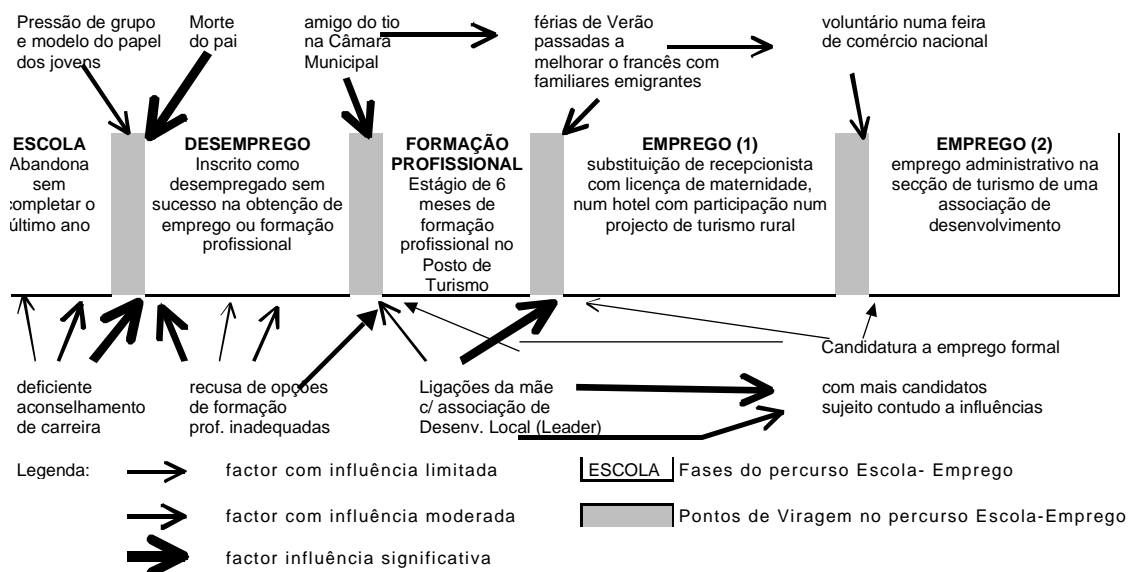 Pressão de grupo
e modelo do papel
dos jovens
Morte
do pai
amigo do tio
na Câmara
Municipal
férias de Verão
passadas a
melhorar o francês com
familiares emigrantes
voluntário numa feira
de comércio nacional
ESCOLA
Abandona
sem
completar o
último ano
DESEMPREGO
Inscrito como
desempregado sem
sucesso na obtenção de
emprego ou formação
profissional
FORMAÇÃO
PROFISSIONAL
Estágio de 6
meses de
formação
profissional no
Posto de
Turismo
EMPREGO (1)
substituição de recepcionista
com licença de maternidade,
num hotel com participação num
projecto de turismo rural
EMPREGO (2)
emprego administrativo na
secção de turismo de uma
associação de
desenvolvimento
deficiente
aconselhamento
de carreira
recusa de opções
de formação
prof. inadequadas
Ligações da mãe
c/ associação de
Desenv. Local (Leader)
Candidatura a emprego formal
com mais candidatos
sujeito contudo a influências
Legenda:
factor com influência limitada
factor com influência moderada
factor influência significativa
ESCOLA Fases do percurso Escola- Emprego
Pontos de Viragem no percurso Escola-Emprego